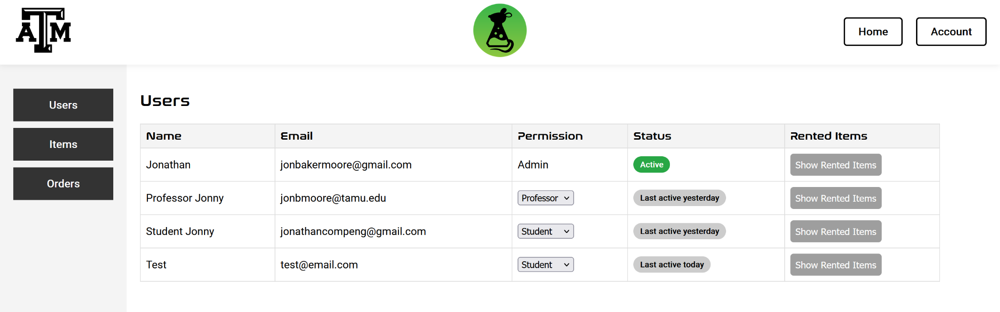 ATM
Home
Account
Users
Items
Orders
Users
Name Email Permission Status Rented Items
Jonathan jonbakermoore@gmail.com Admin Active Show Rented Items
Professor Jonny jonbmoore@tamu.edu Professor Last active yesterday Show Rented Items
Student Jonny jonathancompeng@gmail.com Student Last active yesterday Show Rented Items
Test test@email.com Student Last active today Show Rented Items